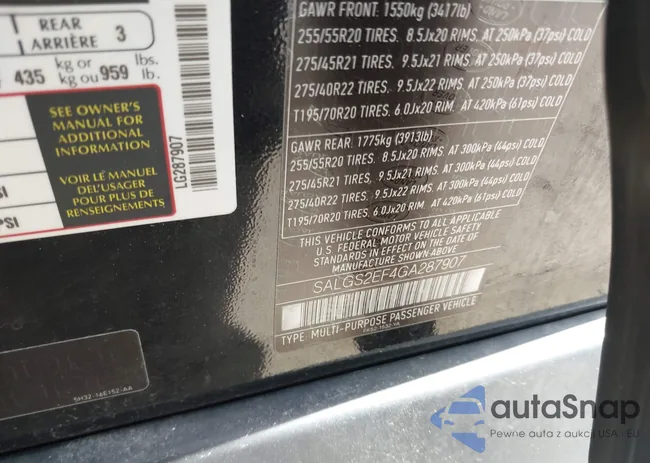 REAR
ARRIÈRE 3
435 kg or kg ou 959 lbs. lb.
SEE OWNER'S
MANUAL FOR
ADDITIONAL
INFORMATION
VOIR LE MANUEL
DE L'USAGER
POUR PLUS DE
RENSEIGNEMENTS
LG287907
PSI
GAWR FRONT: 1550kg (3417lb)
255/55R20 TIRES. 8.5Jx20 RIMS. AT 250kPa (37psi) COLD
275/45R21 TIRES. 9.5Jx21 RIMS. AT 250kPa (37psi) COLD
275/40R22 TIRES. 9.5Jx22 RIMS. AT 250kPa (37psi) COLD
T195/70R20 TIRES. 6.0Jx20 RIM. AT 420kPa (61psi) COLD
GAWR REAR: 1775kg (3913lb)
255/55R20 TIRES. 8.5Jx20 RIMS. AT 300kPa (44psi) COLD
275/45R21 TIRES. 9.5Jx21 RIMS. AT 300kPa (44psi) COLD
275/40R22 TIRES. 9.5Jx22 RIMS. AT 300kPa (44psi) COLD
T195/70R20 TIRES. 6.0Jx20 RIM. AT 420kPa (61psi) COLD
THIS VEHICLE CONFORMS TO ALL APPLICABLE
U.S. FEDERAL MOTOR VEHICLE SAFETY
STANDARDS IN EFFECT ON THE DATE OF
MANUFACTURE SHOWN ABOVE
SALGS2EF4GA287907
TYPE: MULTI-PURPOSE PASSENGER VEHICLE
autaSnap
Pewne auta z aukcji USA - EU